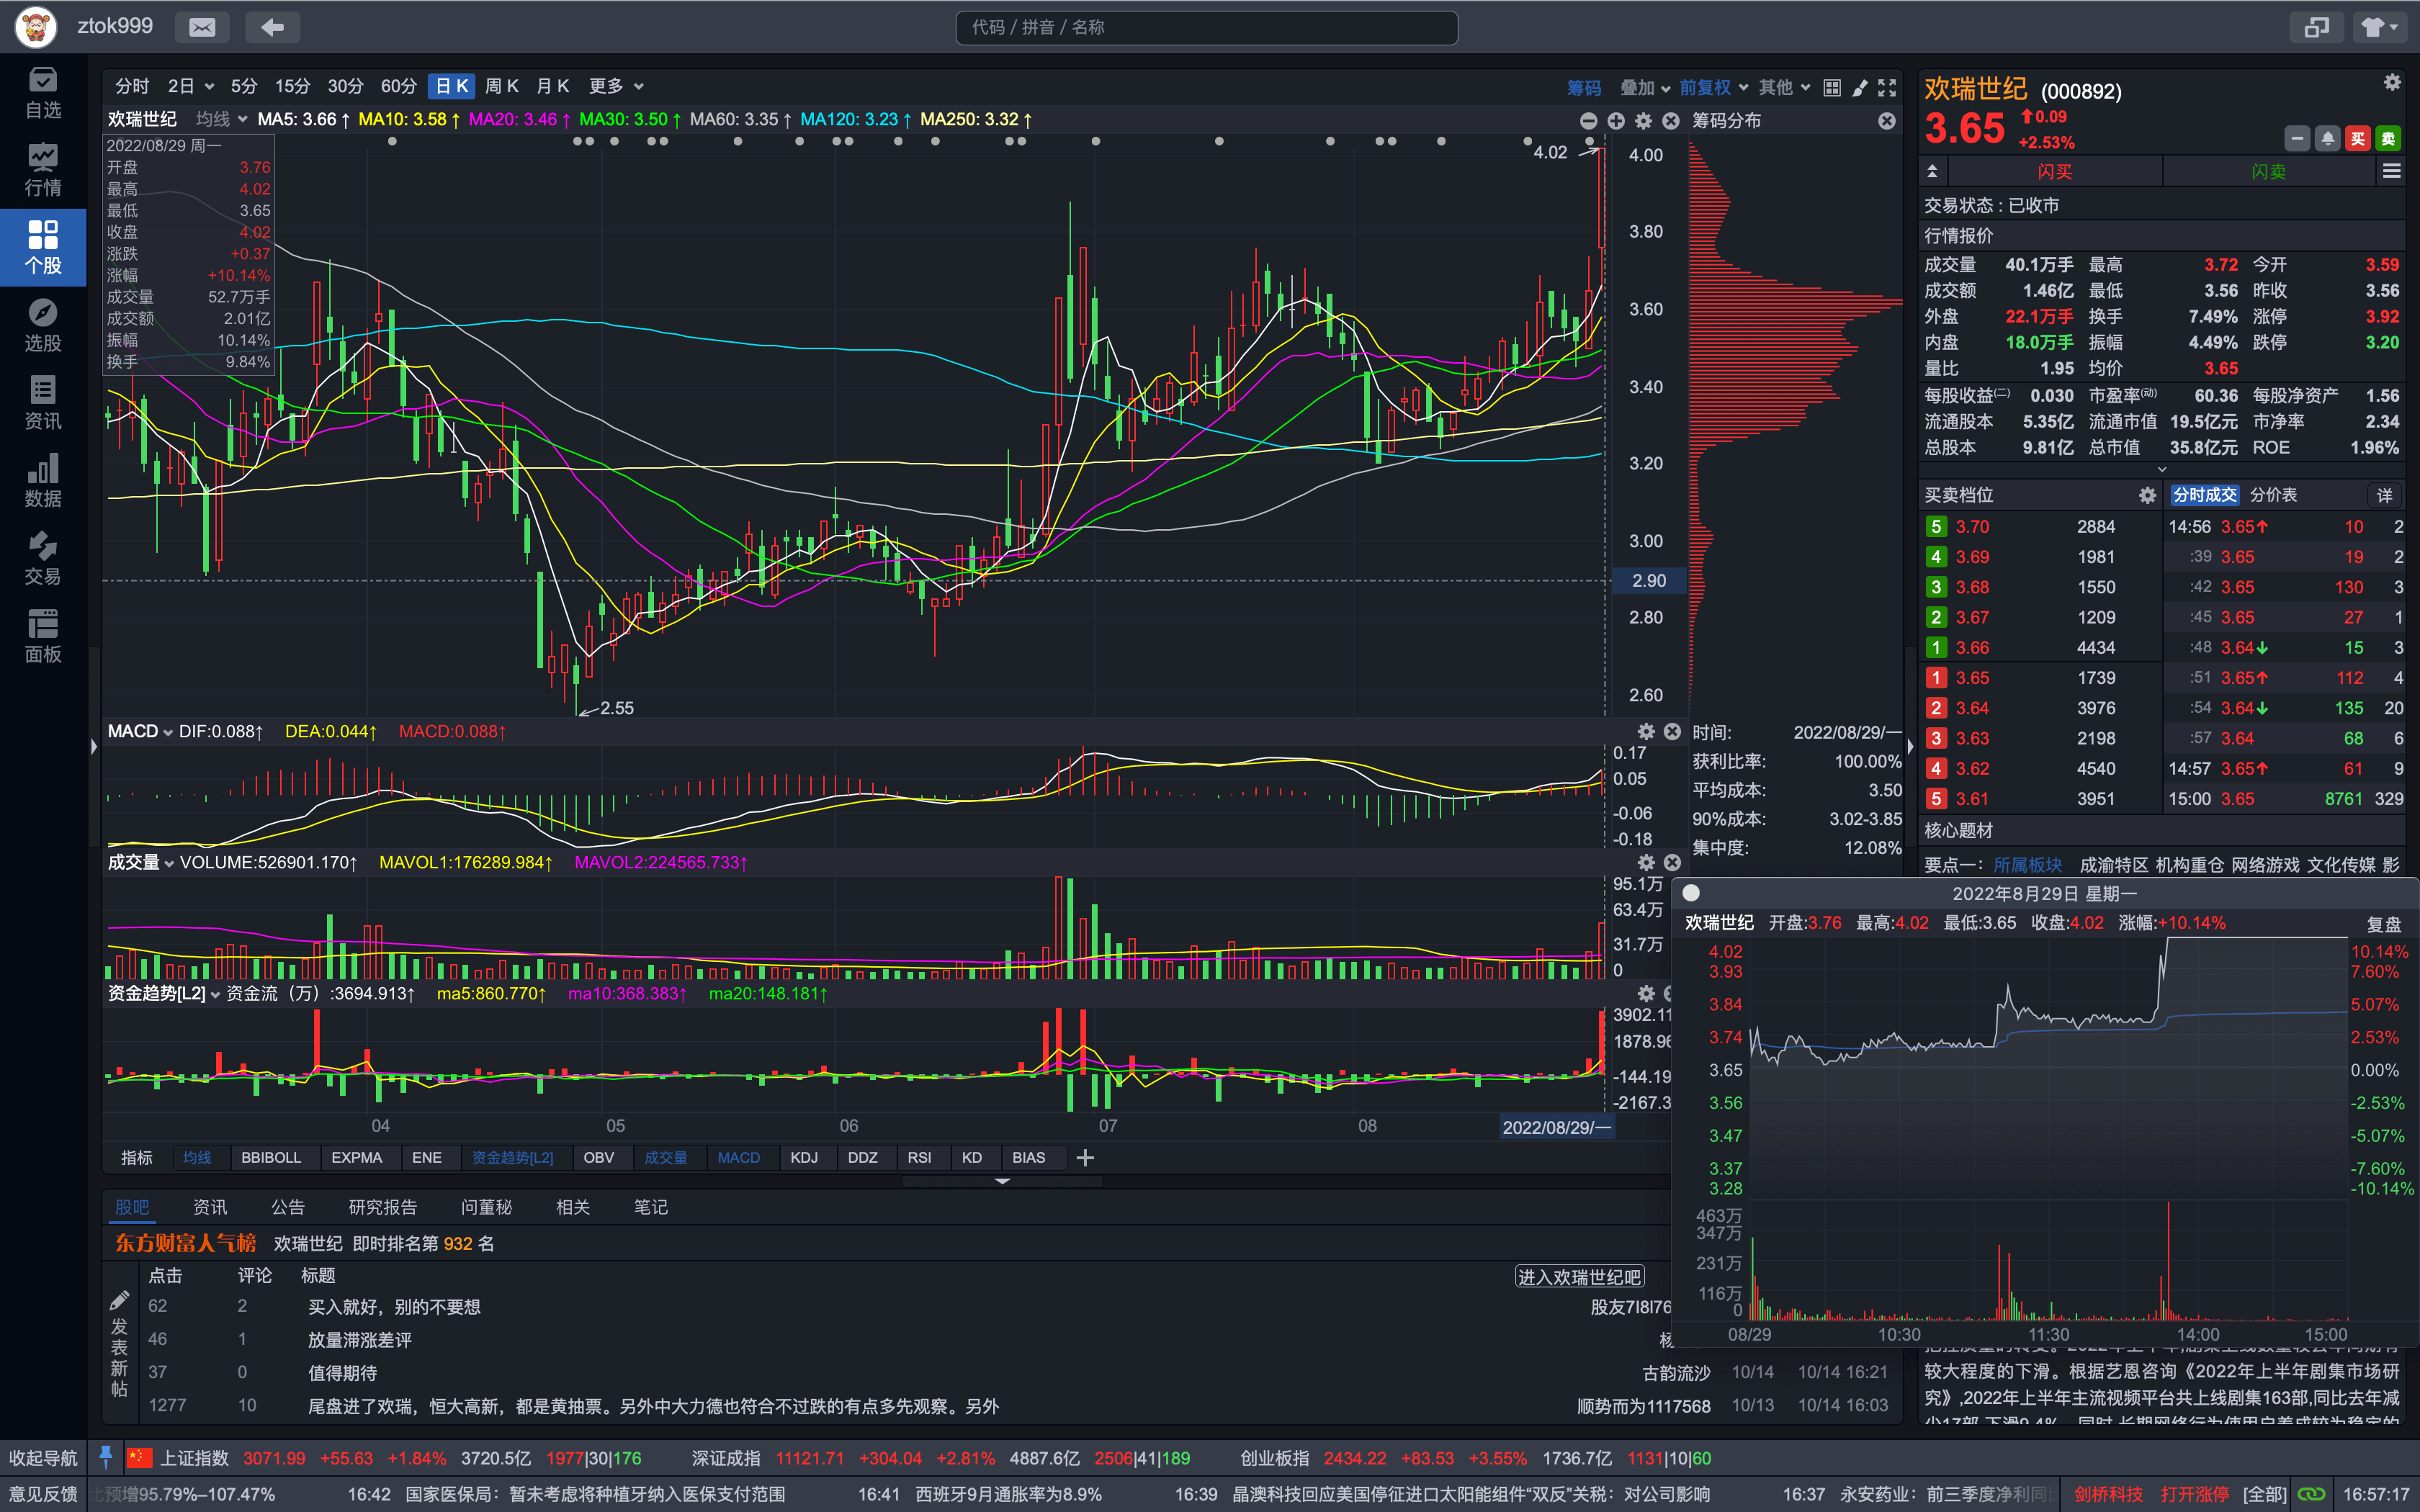 ztok999
代码 / 拼音 / 名称
自选
行情
个股
选股
资讯
数据
交易
面板
分时 2日 5分 15分 30分 60分 日K 周K 月K 更多 筹码 叠加 前复权 其他
欢瑞世纪 均线 MA5: 3.66↑ MA10: 3.58↑ MA20: 3.46↑ MA30: 3.50↑ MA60: 3.35↑ MA120: 3.23↑ MA250: 3.32↑
筹码分布
2022/08/29 周一
开盘 3.76
最高 4.02
最低 3.65
收盘 4.02
涨跌 +0.37
涨幅 +10.14%
成交量 52.7万手
成交额 2.01亿
振幅 10.14%
换手 9.84%
4.02
2.55
4.00
3.80
3.60
3.40
3.20
3.00
2.90
2.80
2.60
MACD DIF:0.088↑ DEA:0.044↑ MACD:0.088↑
0.17
0.05
-0.06
-0.18
成交量 VOLUME:526901.170↑ MAVOL1:176289.984↑ MAVOL2:224565.733↑
95.1万
63.4万
31.7万
0
资金趋势[L2] 资金流（万）:3694.913↑ ma5:860.770↑ ma10:368.383↑ ma20:148.181↑
3902.11
1878.96
-144.19
-2167.3
04 05 06 07 08 2022/08/29/一
时间: 2022/08/29/一
获利比率: 100.00%
平均成本: 3.50
90%成本: 3.02-3.85
集中度: 12.08%
指标 均线 BBIBOLL EXPMA ENE 资金趋势[L2] OBV 成交量 MACD KDJ DDZ RSI KD BIAS
股吧 资讯 公告 研究报告 问董秘 相关 笔记
东方财富人气榜 欢瑞世纪 即时排名第 932 名
点击 评论 标题 进入欢瑞世纪吧
发表新帖
62 2 买入就好，别的不要想 股友7I8I76
46 1 放量滞涨差评 杨
37 0 值得期待 古韵流沙 10/14 10/14 16:21
1277 10 尾盘进了欢瑞，恒大高新，都是黄抽票。另外中大力德也符合不过跌的有点多先观察。另外 顺势而为1117568 10/13 10/14 16:03
欢瑞世纪 (000892)
3.65 0.09
+2.53%
买 卖
闪买 闪卖
交易状态：已收市
行情报价
成交量 40.1万手 最高 3.72 今开 3.59
成交额 1.46亿 最低 3.56 昨收 3.56
外盘 22.1万手 换手 7.49% 涨停 3.92
内盘 18.0万手 振幅 4.49% 跌停 3.20
量比 1.95 均价 3.65
每股收益(二) 0.030 市盈率(动) 60.36 每股净资产 1.56
流通股本 5.35亿 流通市值 19.5亿元 市净率 2.34
总股本 9.81亿 总市值 35.8亿元 ROE 1.96%
买卖档位 分时成交 分价表 详
5 3.70 2884 14:56 3.65↑ 10 2
4 3.69 1981 :39 3.65 19 2
3 3.68 1550 :42 3.65 130 3
2 3.67 1209 :45 3.65 27 1
1 3.66 4434 :48 3.64↓ 15 3
1 3.65 1739 :51 3.65↑ 112 4
2 3.64 3976 :54 3.64↓ 135 20
3 3.63 2198 :57 3.64 68 6
4 3.62 4540 14:57 3.65↑ 61 9
5 3.61 3951 15:00 3.65 8761 329
核心题材
要点一：所属板块 成渝特区 机构重仓 网络游戏 文化传媒 影
2022年8月29日 星期一
欢瑞世纪 开盘:3.76 最高:4.02 最低:3.65 收盘:4.02 涨幅:+10.14% 复盘
4.02 10.14%
3.93 7.60%
3.84 5.07%
3.74 2.53%
3.65 0.00%
3.56 -2.53%
3.47 -5.07%
3.37 -7.60%
3.28 -10.14%
463万
347万
231万
116万
0
08/29 10:30 11:30 14:00 15:00
较大程度的下滑。根据艺恩咨询《2022年上半年剧集市场研
究》,2022年上半年主流视频平台共上线剧集163部,同比去年减
收起导航 上证指数 3071.99 +55.63 +1.84% 3720.5亿 1977|30|176 深证成指 11121.71 +304.04 +2.81% 4887.6亿 2506|41|189 创业板指 2434.22 +83.53 +3.55% 1736.7亿 1131|10|60
意见反馈 比预增95.79%–107.47% 16:42 国家医保局：暂未考虑将种植牙纳入医保支付范围 16:41 西班牙9月通胀率为8.9% 16:39 晶澳科技回应美国停征进口太阳能组件“双反”关税：对公司影响 16:37 永安药业：前三季度净利同比 剑桥科技 打开涨停 [全部] 16:57:17